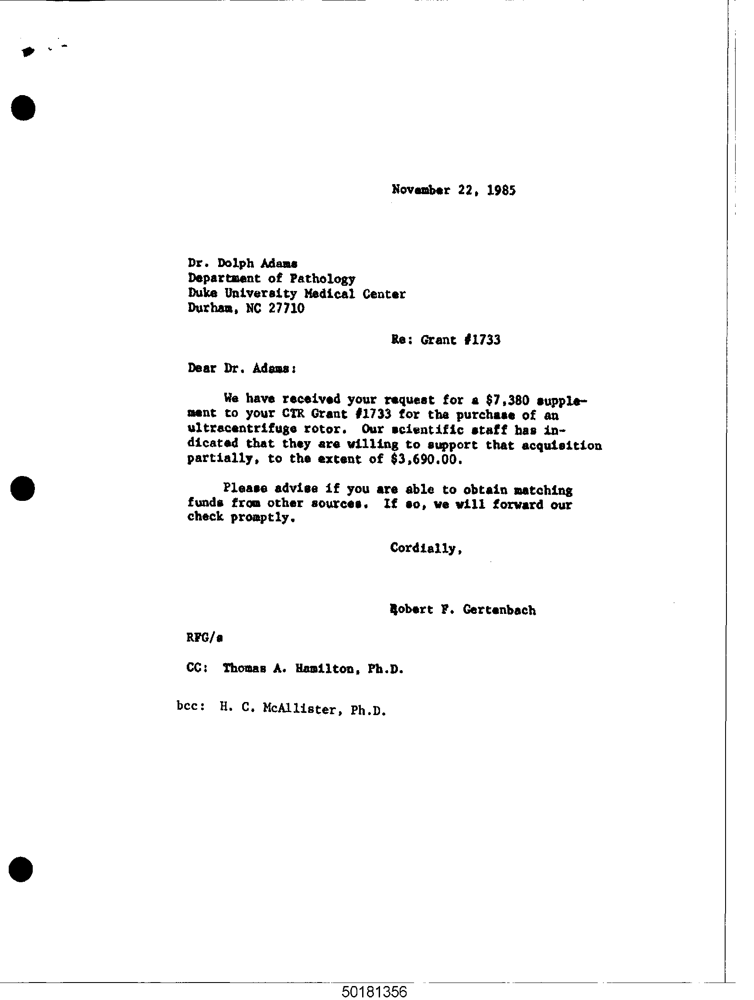 November 22, 1985
Dr. Dolph Adams
Department of Pathology
Duke University Medical Center
Durham, NC 27710
Re: Grant #1733
Dear Dr. Adams:
We have received your request for a $7,380 supple-
ment to your CTR Grant #1733 for the purchase of an
ultracentrifuge rotor. Our scientific staff has in-
dicated that they are willing to support that acquisition
partially, to the extent of $3,690.00.
Please advise if you are able to obtain matching
funds from other sources. If so, we will forward our
check promptly.
Cordially,
Robert F. Gertenbach
RFG/s
CC: Thomas A. Hamilton, Ph.D.
bcc: H. C. McAllister, Ph.D.
50181356